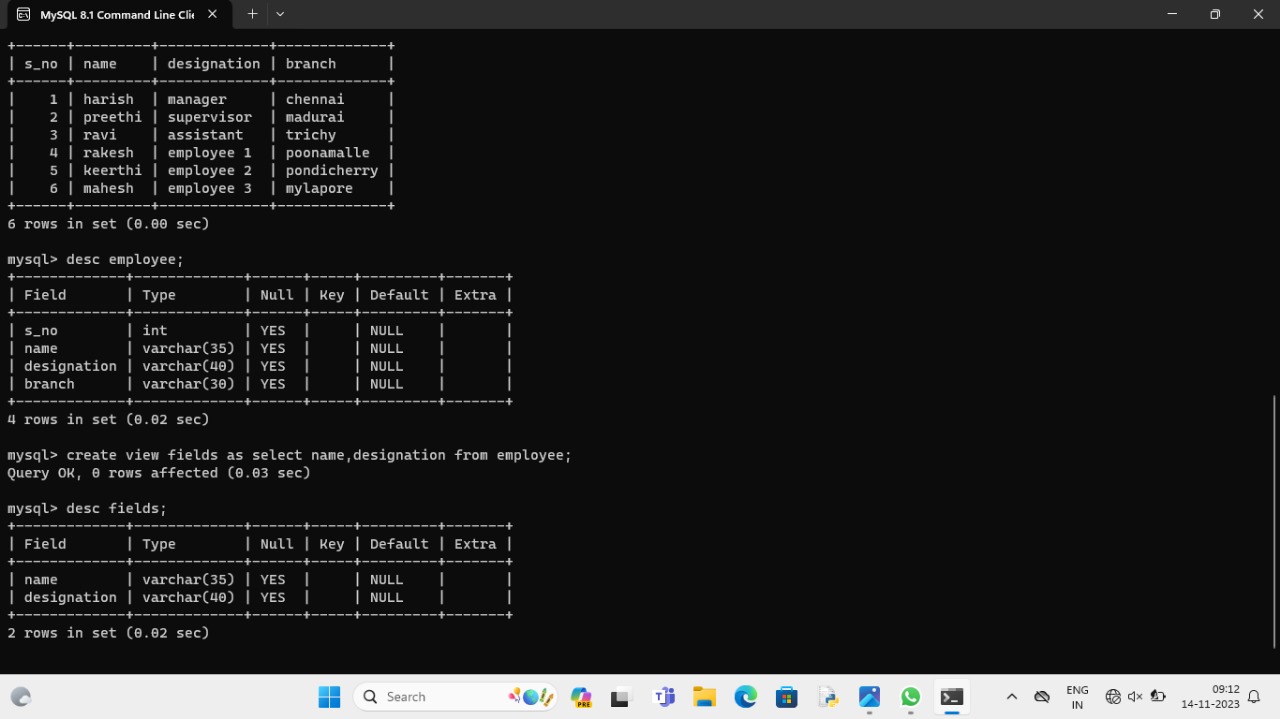 MySQL 8.1 Command Line Clie
+------+---------+-------------+-------------+
| s_no | name    | designation | branch      |
+------+---------+-------------+-------------+
|    1 | harish  | manager     | chennai     |
|    2 | preethi | supervisor  | madurai     |
|    3 | ravi    | assistant   | trichy      |
|    4 | rakesh  | employee 1  | poonamalle  |
|    5 | keerthi | employee 2  | pondicherry |
|    6 | mahesh  | employee 3  | mylapore    |
+------+---------+-------------+-------------+
6 rows in set (0.00 sec)
mysql> desc employee;
+-------------+-------------+------+-----+---------+-------+
| Field       | Type        | Null | Key | Default | Extra |
+-------------+-------------+------+-----+---------+-------+
| s_no        | int         | YES  |     | NULL    |       |
| name        | varchar(35) | YES  |     | NULL    |       |
| designation | varchar(40) | YES  |     | NULL    |       |
| branch      | varchar(30) | YES  |     | NULL    |       |
+-------------+-------------+------+-----+---------+-------+
4 rows in set (0.02 sec)
mysql> create view fields as select name,designation from employee;
Query OK, 0 rows affected (0.03 sec)
mysql> desc fields;
+-------------+-------------+------+-----+---------+-------+
| Field       | Type        | Null | Key | Default | Extra |
+-------------+-------------+------+-----+---------+-------+
| name        | varchar(35) | YES  |     | NULL    |       |
| designation | varchar(40) | YES  |     | NULL    |       |
+-------------+-------------+------+-----+---------+-------+
2 rows in set (0.02 sec)
Search
PRE
ENG
IN
09:12
14-11-2023